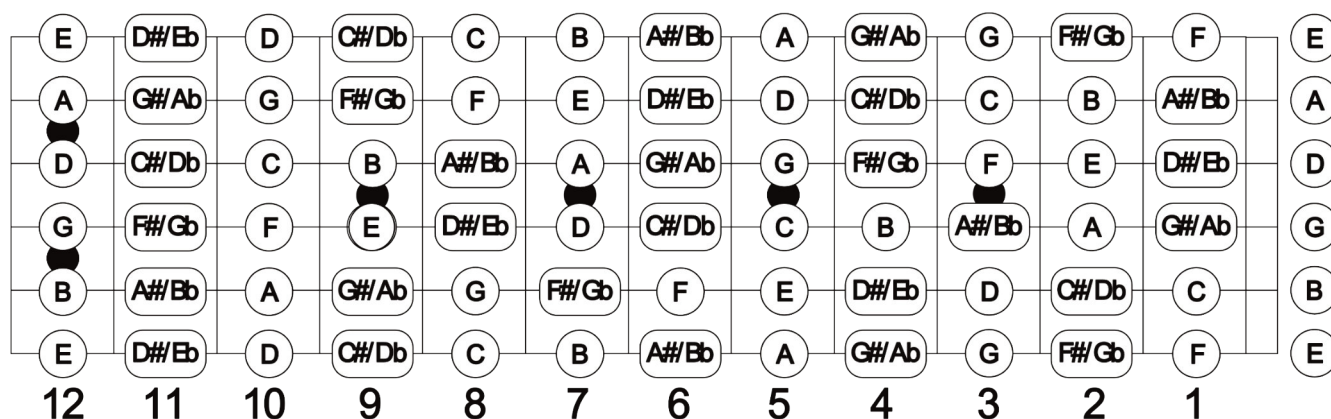 E D#/Eb D C#/Db C B A#/Bb A G#/Ab G F#/Gb F E
A G#/Ab G F#/Gb F E D#/Eb D C#/Db C B A#/Bb A
D C#/Db C B A#/Bb A G#/Ab G F#/Gb F E D#/Eb D
G F#/Gb F E D#/Eb D C#/Db C B A#/Bb A G#/Ab G
B A#/Bb A G#/Ab G F#/Gb F E D#/Eb D C#/Db C B
E D#/Eb D C#/Db C B A#/Bb A G#/Ab G F#/Gb F E
12 11 10 9 8 7 6 5 4 3 2 1